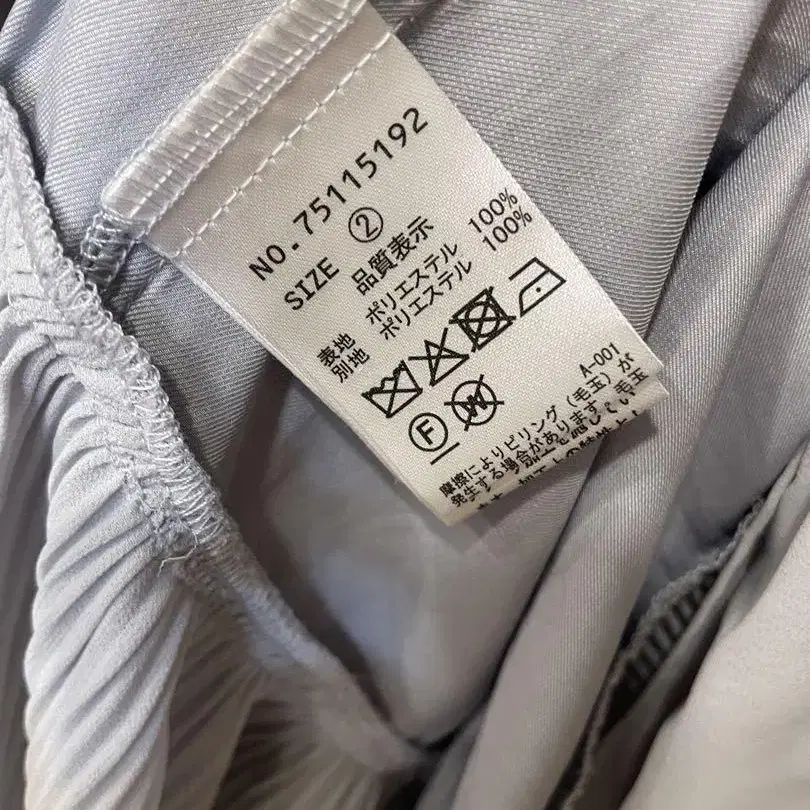 NO.75115192
SIZE ②
品質表示
表地 ポリエステル 100%
別地 ポリエステル 100%
F W
A-001
摩擦によりピリング(毛玉)が
発生する場合があります。毛玉